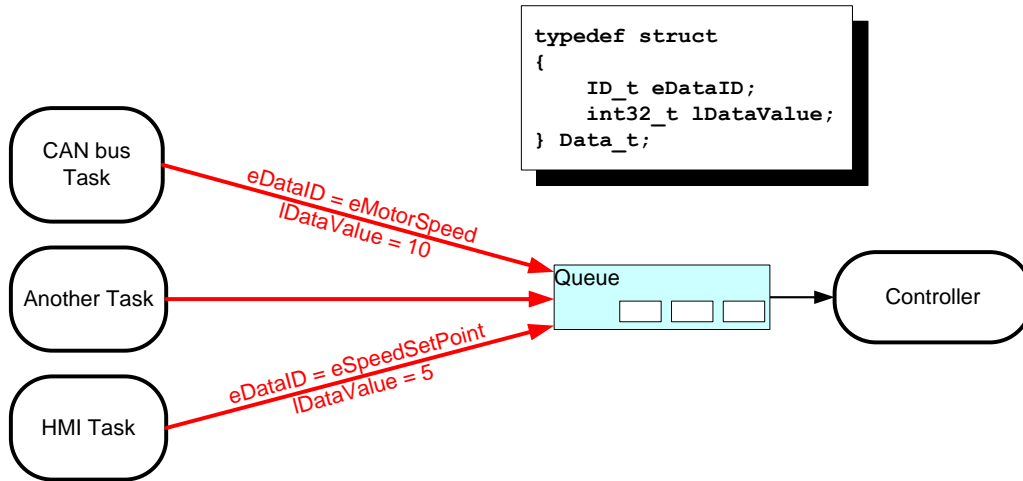 typedef struct
{
ID_t eDataID;
int32_t lDataValue;
} Data_t;
CAN bus
Task
eDataID = eMotorSpeed
lDataValue = 10
Another Task
Queue
Controller
eDataID = eSpeedSetPoint
lDataValue = 5
HMI Task